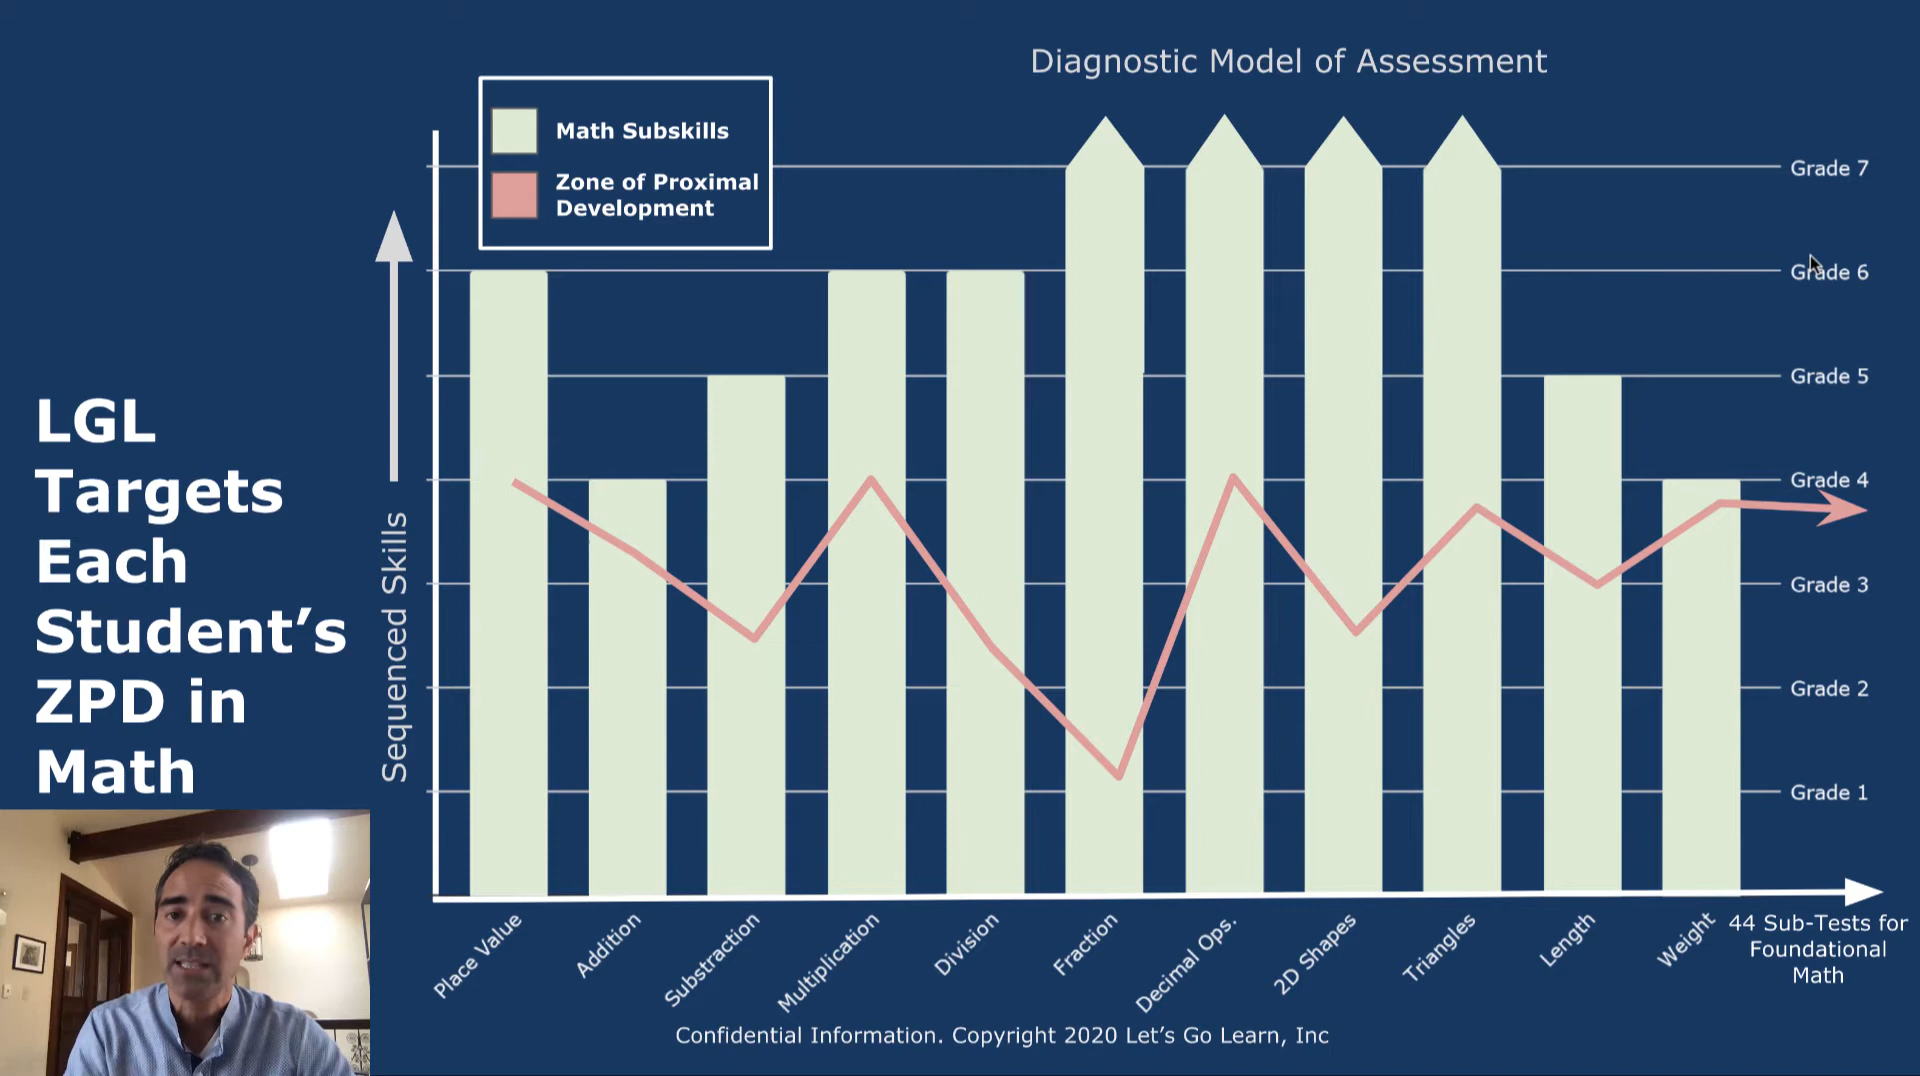 Diagnostic Model of Assessment
Math Subskills
Zone of Proximal
Development
Grade 7
Grade 6
Grade 5
Grade 4
Grade 3
Grade 2
Grade 1
LGL
Targets
Each
Student’s
ZPD in
Math
Sequenced Skills
Place Value
Addition
Substraction
Multiplication
Division
Fraction
Decimal Ops.
2D Shapes
Triangles
Length
Weight
44 Sub-Tests for
Foundational
Math
Confidential Information. Copyright 2020 Let’s Go Learn, Inc